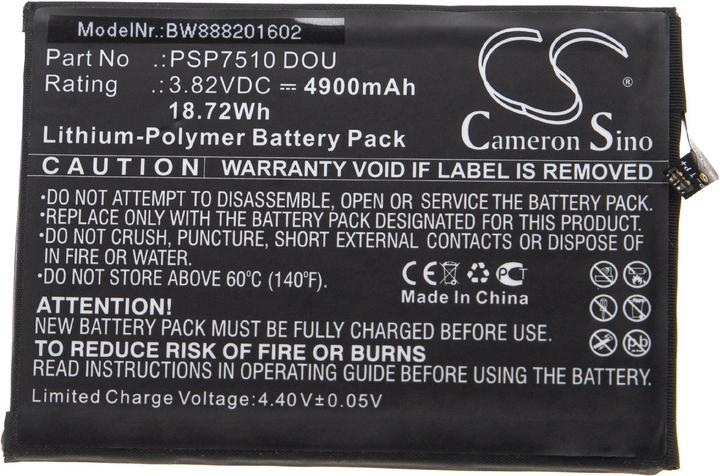 ModelNr.:BW888201602
Part No .: PSP7510 DOU
Rating .: 3.82VDC ⎓ 4900mAh
18.72Wh
Lithium-Polymer Battery Pack
CS ®
Cameron Sino
CAUTION WARRANTY VOID IF LABEL IS REMOVED
•DO NOT ATTEMPT TO DISASSEMBLE, OPEN OR SERVICE THE BATTERY PACK.
•REPLACE ONLY WITH THE BATTERY PACK DESIGNATED FOR THIS PRODUCT.
•DO NOT CRUSH, PUNCTURE, SHORT EXTERNAL CONTACTS OR DISPOSE OF
IN FIRE OR WATER.
•DO NOT STORE ABOVE 60°C (140°F).
CE PCT
Made In China
ATTENTION!
NEW BATTERY PACK MUST BE FULLY CHARGED BEFORE USE.
TO REDUCE RISK OF FIRE OR BURNS
READ INSTRUCTIONS IN OPERATING GUIDE BEFORE USING BATTERY PACK.
Limited Charge Voltage:4.40V±0.05V